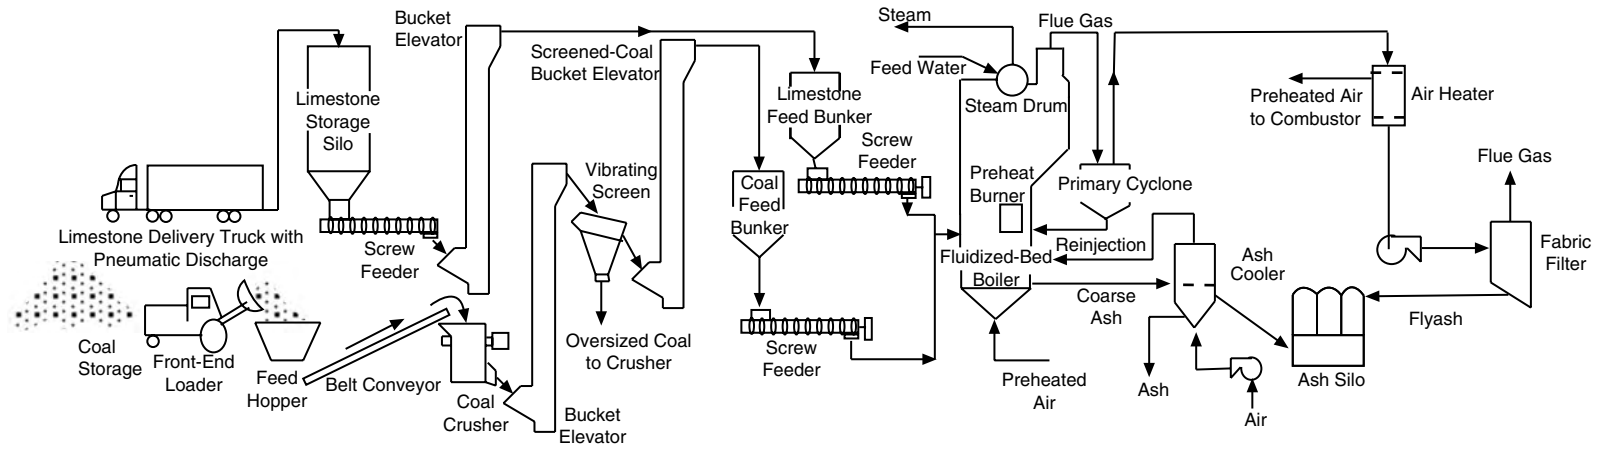 Bucket
Elevator
Screened-Coal
Bucket Elevator
Limestone
Storage
Silo
Limestone
Feed Bunker
Screw
Feeder
Steam
Feed Water
Steam Drum
Flue Gas
Preheated Air
to Combustor
Air Heater
Flue Gas
Vibrating
Screen
Coal
Feed
Bunker
Preheat
Burner
Primary Cyclone
Limestone Delivery Truck with
Pneumatic Discharge
Screw
Feeder
Fluidized-Bed
Boiler
Reinjection
Ash
Cooler
Fabric
Filter
Coarse
Ash
Flyash
Coal
Storage
Front-End
Loader
Feed
Hopper
Belt Conveyor
Coal
Crusher
Oversized Coal
to Crusher
Bucket
Elevator
Screw
Feeder
Preheated
Air
Ash
Air
Ash Silo